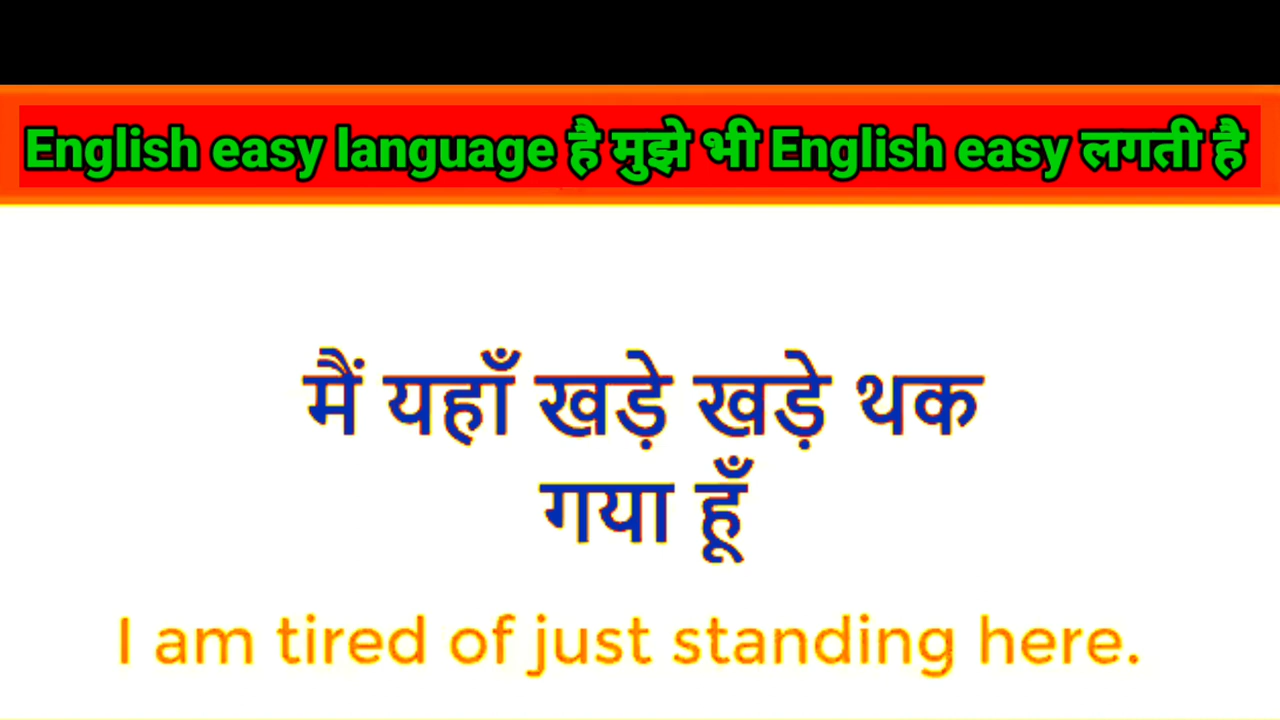 English easy language है मुझे भी English easy लगती है
मैं यहाँ खड़े खड़े थक
गया हूँ
I am tired of just standing here.